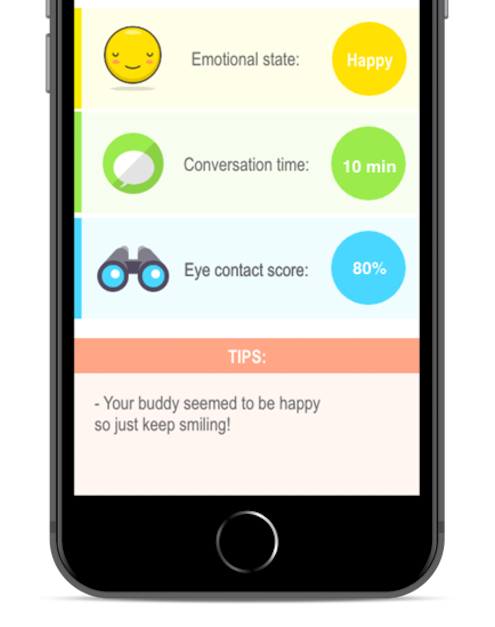 Emotional state:
Happy
Conversation time:
10 min
Eye contact score:
80%
TIPS:
- Your buddy seemed to be happy
so just keep smiling!